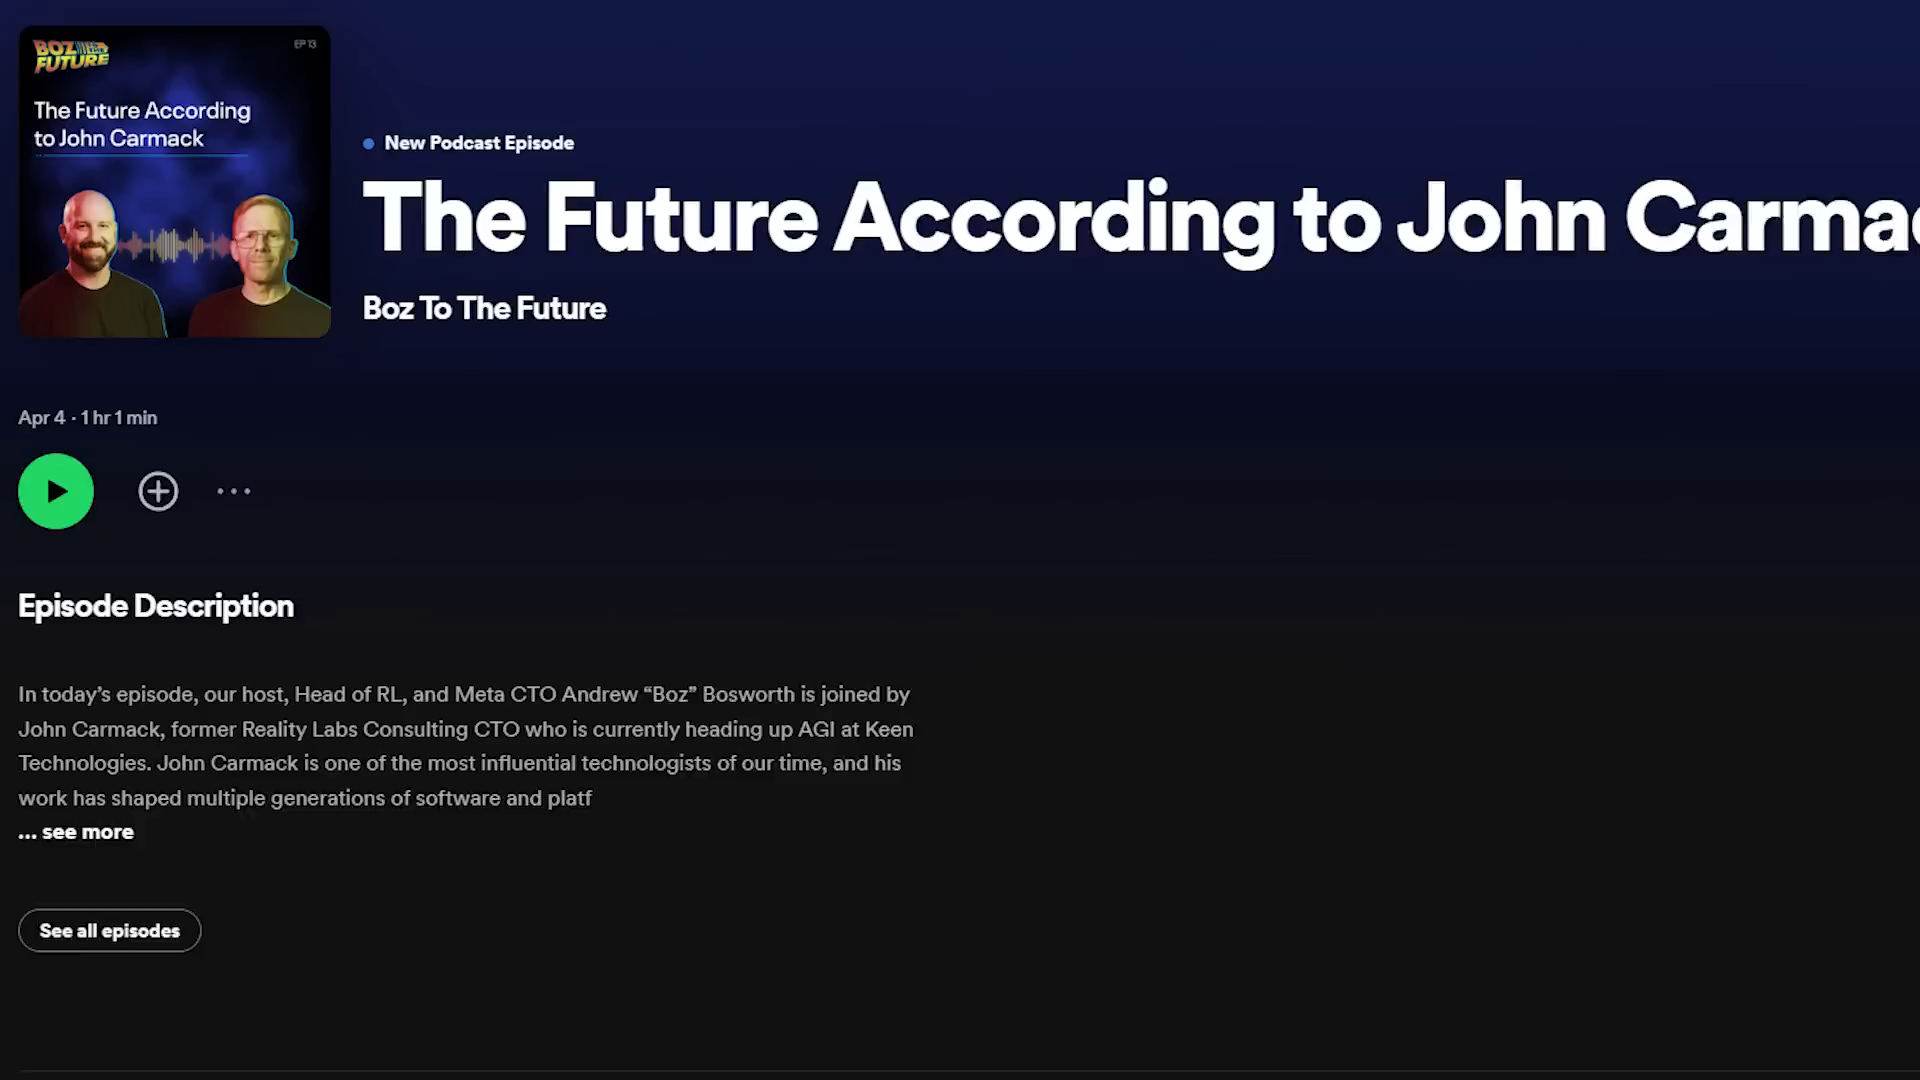 BOZ TO THE
FUTURE
EP 13
The Future According
to John Carmack
New Podcast Episode
The Future According to John Carmac
Boz To The Future
Apr 4 · 1 hr 1 min
Episode Description
In today’s episode, our host, Head of RL, and Meta CTO Andrew “Boz” Bosworth is joined by
John Carmack, former Reality Labs Consulting CTO who is currently heading up AGI at Keen
Technologies. John Carmack is one of the most influential technologists of our time, and his
work has shaped multiple generations of software and platf
... see more
See all episodes